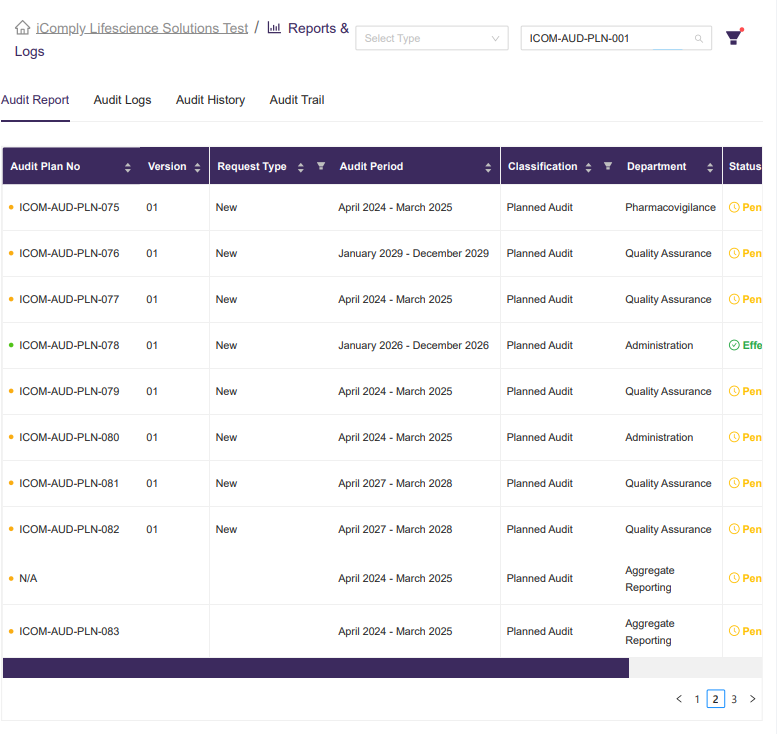 iComply Lifescience Solutions Test / Reports &
Logs
Select Type
ICOM-AUD-PLN-001
Audit Report Audit Logs Audit History Audit Trail
Audit Plan No Version Request Type Audit Period Classification Department Status
ICOM-AUD-PLN-075 01 New April 2024 - March 2025 Planned Audit Pharmacovigilance Pen
ICOM-AUD-PLN-076 01 New January 2029 - December 2029 Planned Audit Quality Assurance Pen
ICOM-AUD-PLN-077 01 New April 2024 - March 2025 Planned Audit Quality Assurance Pen
ICOM-AUD-PLN-078 01 New January 2026 - December 2026 Planned Audit Administration Effe
ICOM-AUD-PLN-079 01 New April 2024 - March 2025 Planned Audit Quality Assurance Pen
ICOM-AUD-PLN-080 01 New April 2024 - March 2025 Planned Audit Administration Pen
ICOM-AUD-PLN-081 01 New April 2027 - March 2028 Planned Audit Quality Assurance Pen
ICOM-AUD-PLN-082 01 New April 2027 - March 2028 Planned Audit Quality Assurance Pen
N/A April 2024 - March 2025 Planned Audit Aggregate Reporting Pen
ICOM-AUD-PLN-083 April 2024 - March 2025 Planned Audit Aggregate Reporting Pen
< 1 2 3 >